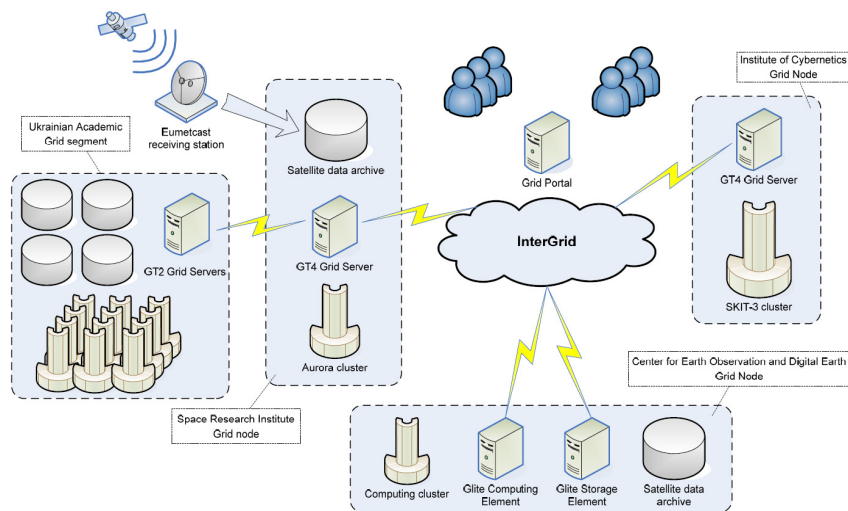 Institute of Cybernetics
Grid Node
Eumetcast
receiving station
Ukrainian Academic
Grid segment
Satellite data archive
Grid Portal
GT4 Grid Server
InterGrid
GT2 Grid Servers
GT4 Grid Server
SKIT-3 cluster
Aurora cluster
Center for Earth Observation and Digital Earth
Grid Node
Space Research Institute
Grid node
Computing cluster
Glite Computing
Element
Glite Storage
Element
Satellite data
archive